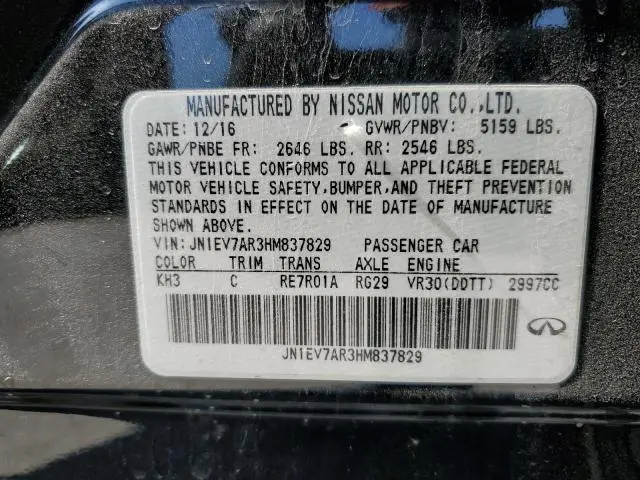 MANUFACTURED BY NISSAN MOTOR CO.,LTD.
DATE: 12/16 GVWR/PNBV: 5159 LBS.
GAWR/PNBE FR: 2646 LBS. RR: 2546 LBS.
THIS VEHICLE CONFORMS TO ALL APPLICABLE FEDERAL
MOTOR VEHICLE SAFETY,BUMPER,AND THEFT PREVENTION
STANDARDS IN EFFECT ON THE DATE OF MANUFACTURE
SHOWN ABOVE.
VIN: JN1EV7AR3HM837829 PASSENGER CAR
COLOR TRIM TRANS AXLE ENGINE
KH3 C RE7R01A RG29 VR30(DDTT) 2997CC
JN1EV7AR3HM837829